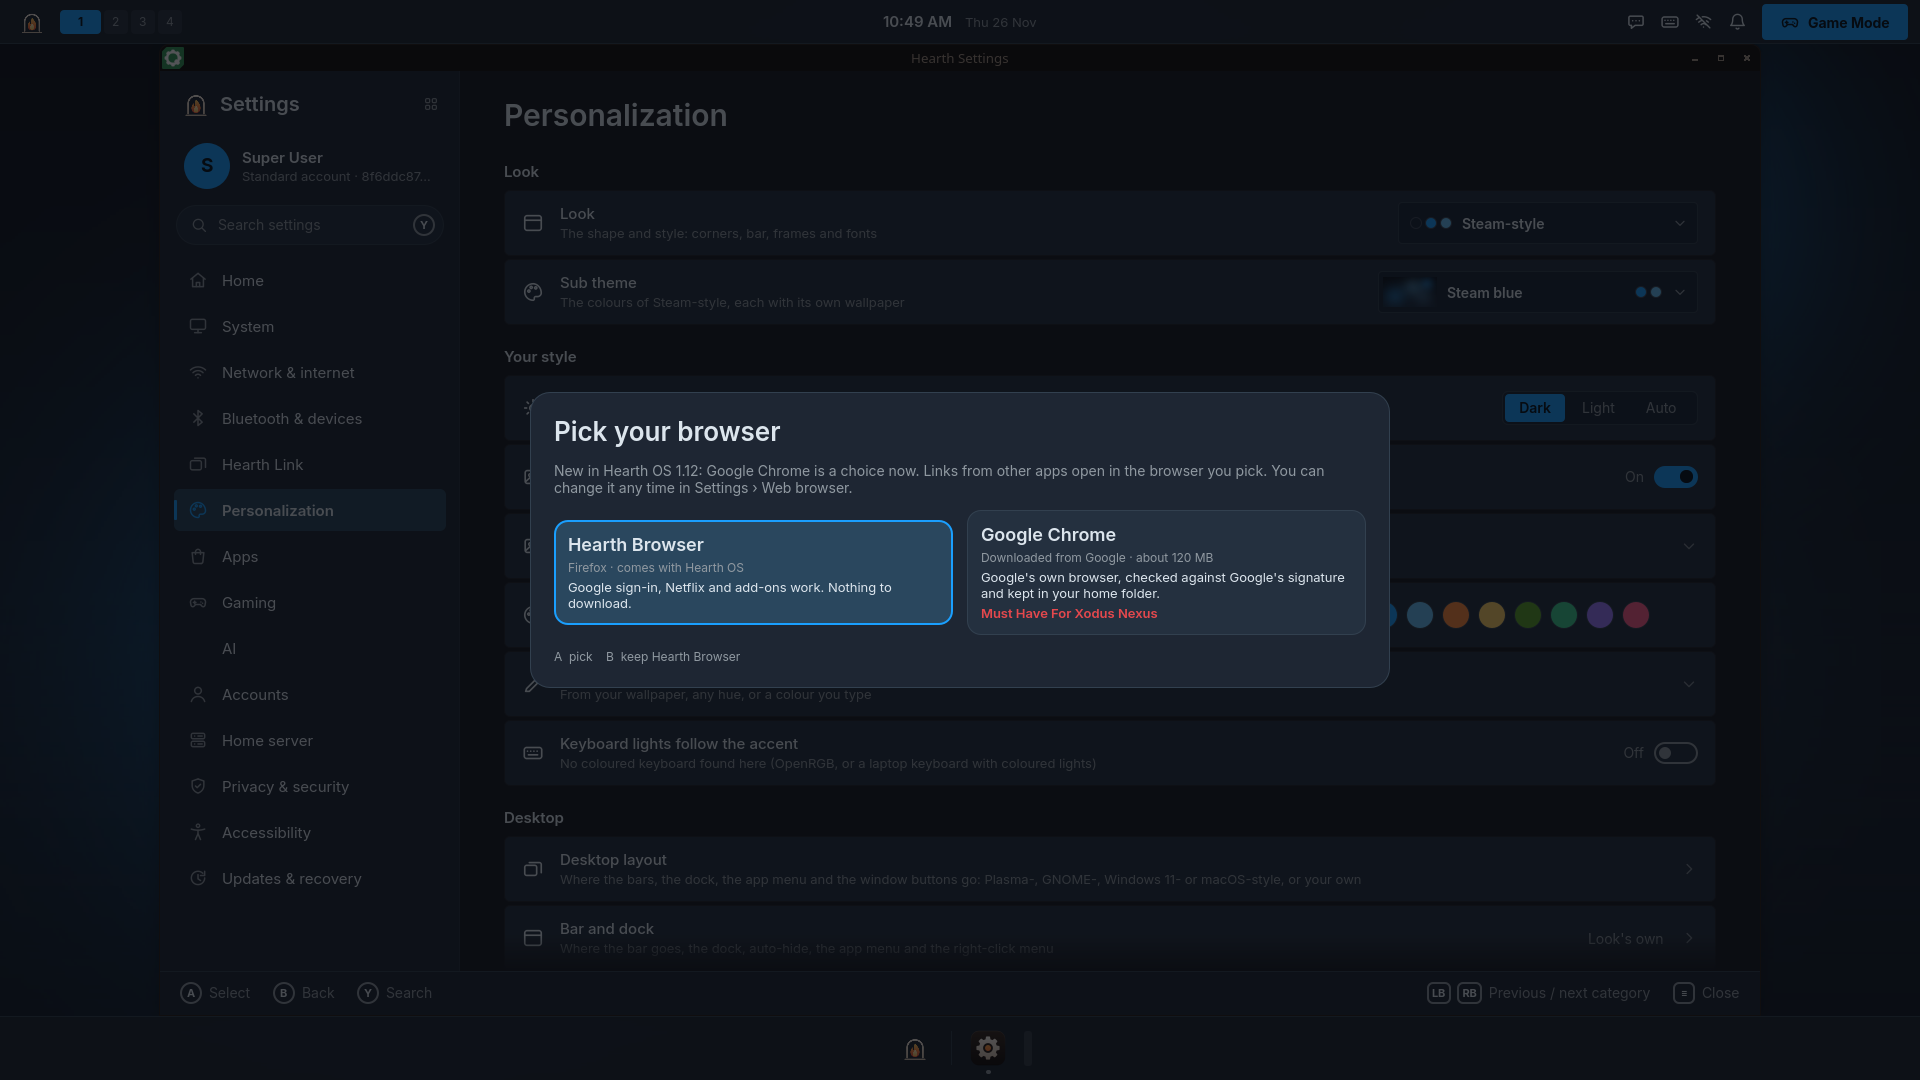 1 2 3 4
10:49 AM Thu 26 Nov
Game Mode
Hearth Settings
Settings
S
Super User
Standard account · 8f6ddc87...
Search settings Y
Home
System
Network & internet
Bluetooth & devices
Hearth Link
Personalization
Apps
Gaming
AI
Accounts
Home server
Privacy & security
Accessibility
Updates & recovery
Personalization
Look
Look
The shape and style: corners, bar, frames and fonts
Steam-style
Sub theme
The colours of Steam-style, each with its own wallpaper
Steam blue
Your style
Dark Light Auto
On
Pick your browser
New in Hearth OS 1.12: Google Chrome is a choice now. Links from other apps open in the browser you pick. You can
change it any time in Settings › Web browser.
Hearth Browser
Firefox · comes with Hearth OS
Google sign-in, Netflix and add-ons work. Nothing to
download.
Google Chrome
Downloaded from Google · about 120 MB
Google's own browser, checked against Google's signature
and kept in your home folder.
Must Have For Xodus Nexus
A pick B keep Hearth Browser
From your wallpaper, any hue, or a colour you type
Keyboard lights follow the accent
No coloured keyboard found here (OpenRGB, or a laptop keyboard with coloured lights)
Off
Desktop
Desktop layout
Where the bars, the dock, the app menu and the window buttons go: Plasma-, GNOME-, Windows 11- or macOS-style, or your own
Bar and dock
Where the bar goes, the dock, auto-hide, the app menu and the right-click menu
Look's own
A Select B Back Y Search
LB RB Previous / next category
Close